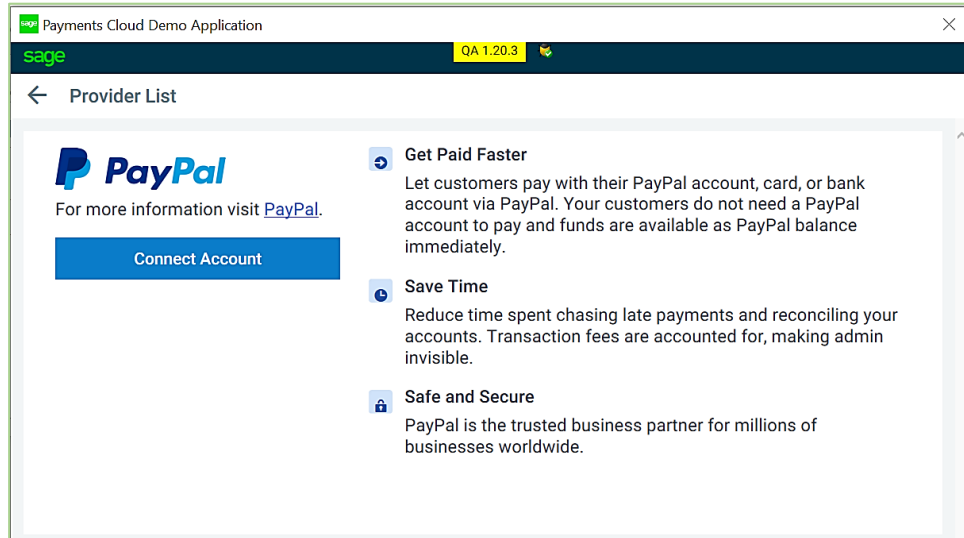 sage Payments Cloud Demo Application
sage
QA 1.20.3
Provider List
PayPal
For more information visit PayPal.
Connect Account
Get Paid Faster
Let customers pay with their PayPal account, card, or bank
account via PayPal. Your customers do not need a PayPal
account to pay and funds are available as PayPal balance
immediately.
Save Time
Reduce time spent chasing late payments and reconciling your
accounts. Transaction fees are accounted for, making admin
invisible.
Safe and Secure
PayPal is the trusted business partner for millions of
businesses worldwide.